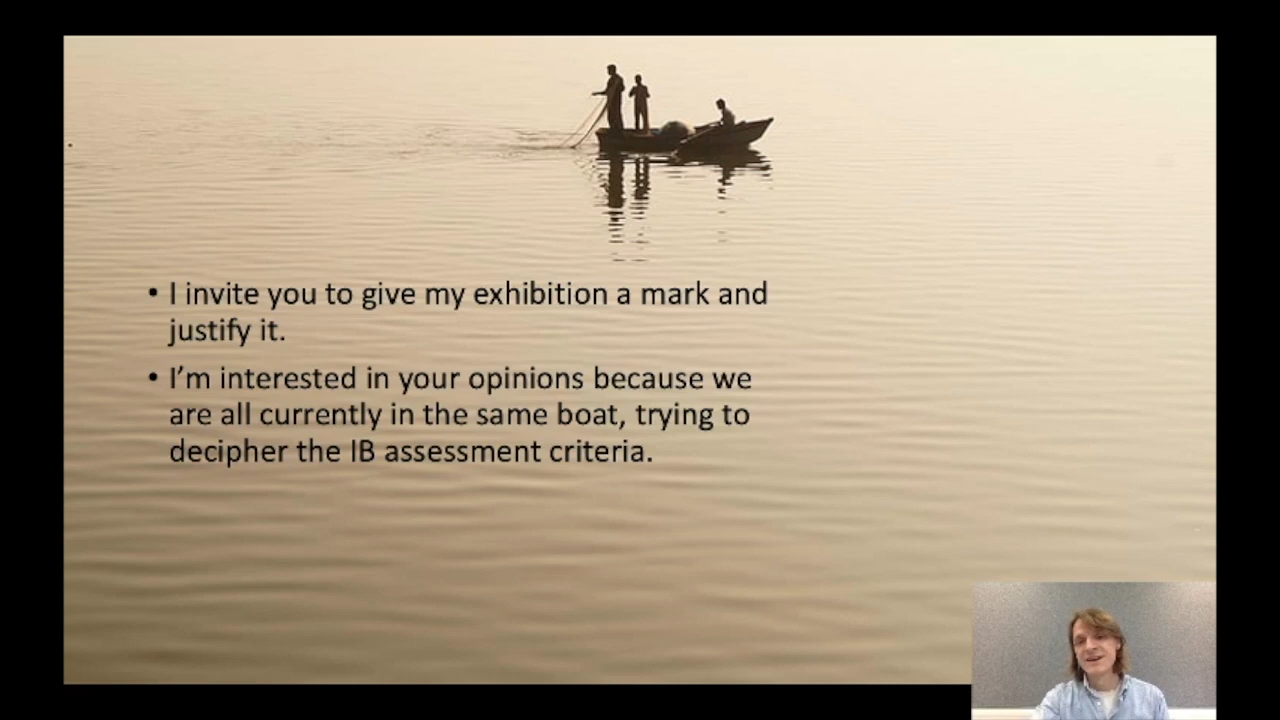 • I invite you to give my exhibition a mark and
justify it.
• I’m interested in your opinions because we
are all currently in the same boat, trying to
decipher the IB assessment criteria.